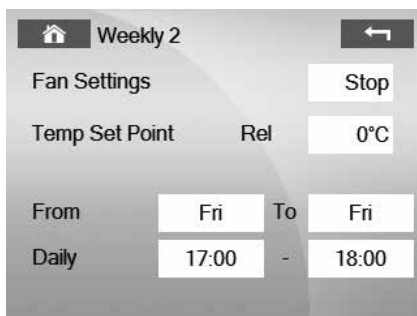 Weekly 2
Fan Settings Stop
Temp Set Point Rel 0°C
From Fri To Fri
Daily 17:00 - 18:00